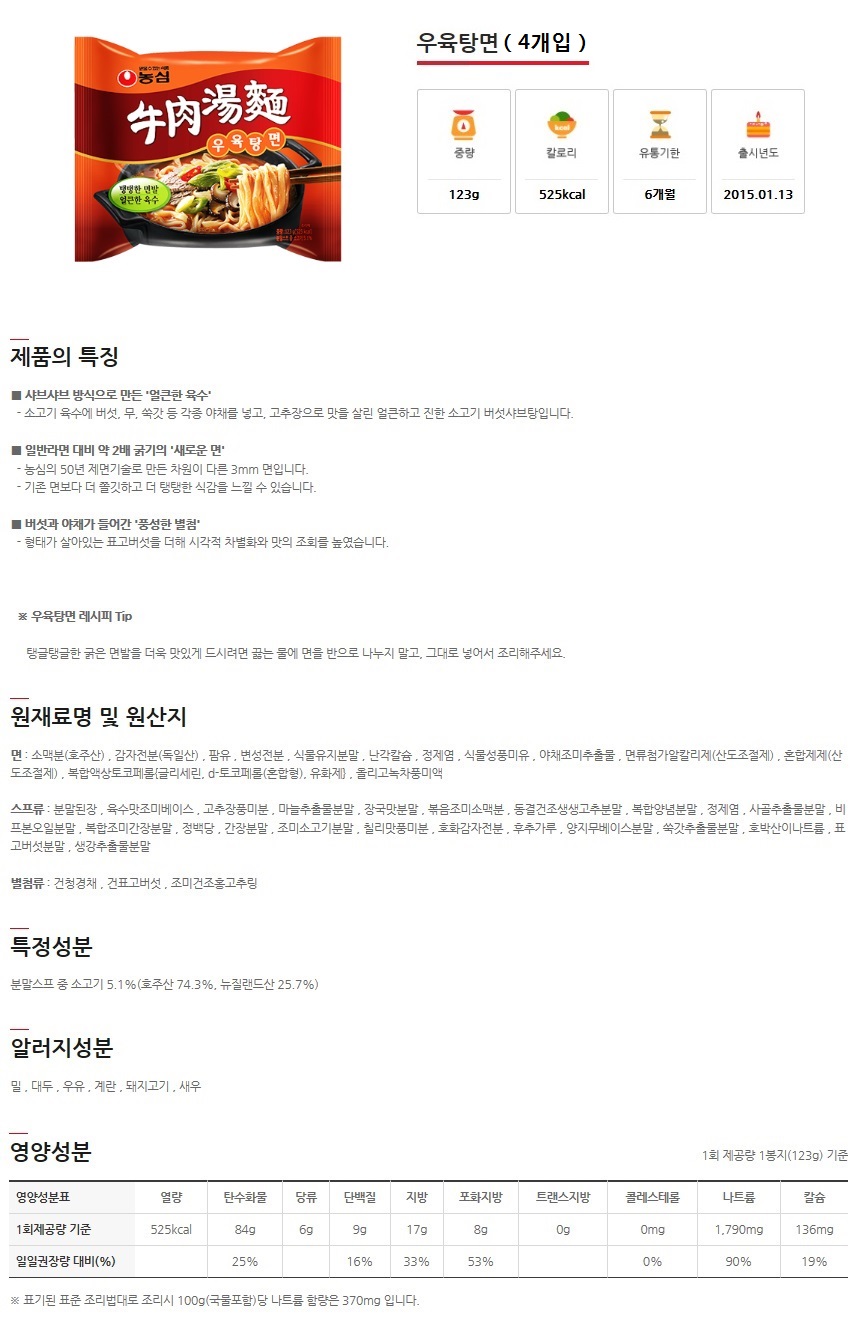 우육탕면 ( 4개입 )
농심
牛肉湯麵
우육탕면
탱탱한 면발
얼큰한 육수
중량
칼로리
유통기한
출시년도
123g
525kcal
6개월
2015.01.13
제품의 특징
■ 샤브샤브 방식으로 만든 '얼큰한 육수'
- 소고기 육수에 버섯, 무, 쑥갓 등 각종 야채를 넣고, 고추장으로 맛을 살린 얼큰하고 진한 소고기 버섯샤브탕입니다.
■ 일반라면 대비 약 2배 굵기의 '새로운 면'
- 농심의 50년 제면기술로 만든 차원이 다른 3mm 면입니다.
- 기존 면보다 더 쫄깃하고 더 탱탱한 식감을 느낄 수 있습니다.
■ 버섯과 야채가 들어간 '풍성한 별첨'
- 형태가 살아있는 표고버섯을 더해 시각적 차별화와 맛의 조화를 높였습니다.
※ 우육탕면 레시피 Tip
탱글탱글한 굵은 면발을 더욱 맛있게 드시려면 끓는 물에 면을 반으로 나누지 말고, 그대로 넣어서 조리해주세요.
원재료명 및 원산지
면 : 소맥분(호주산) , 감자전분(독일산) , 팜유 , 변성전분 , 식물유지분말 , 난각칼슘 , 정제염 , 식물성풍미유 , 야채조미추출물 , 면류첨가알칼리제(산도조절제) , 혼합제제(산
도조절제) , 복합액상토코페롤{글리세린, d-토코페롤(혼합형), 유화제} , 올리고녹차풍미액
스프류 : 분말된장 , 육수맛조미베이스 , 고추장풍미분 , 마늘추출물분말 , 장국맛분말 , 볶음조미소맥분 , 동결건조생생고추분말 , 복합양념분말 , 정제염 , 사골추출물분말 , 비
프본오일분말 , 복합조미간장분말 , 정백당 , 간장분말 , 조미소고기분말 , 칠리맛풍미분 , 호화감자전분 , 후추가루 , 양지무베이스분말 , 쑥갓추출물분말 , 호박산이나트륨 , 표
고버섯분말 , 생강추출물분말
별첨류 : 건청경채 , 건표고버섯 , 조미건조홍고추링
특정성분
분말스프 중 소고기 5.1%(호주산 74.3%, 뉴질랜드산 25.7%)
알러지성분
밀 , 대두 , 우유 , 계란 , 돼지고기 , 새우
영양성분
1회 제공량 1봉지(123g) 기준
영양성분표 열량 탄수화물 당류 단백질 지방 포화지방 트랜스지방 콜레스테롤 나트륨 칼슘
1회제공량 기준 525kcal 84g 6g 9g 17g 8g 0g 0mg 1,790mg 136mg
일일권장량 대비(%) 25% 16% 33% 53% 0% 90% 19%
※ 표기된 표준 조리법대로 조리시 100g(국물포함)당 나트륨 함량은 370mg 입니다.